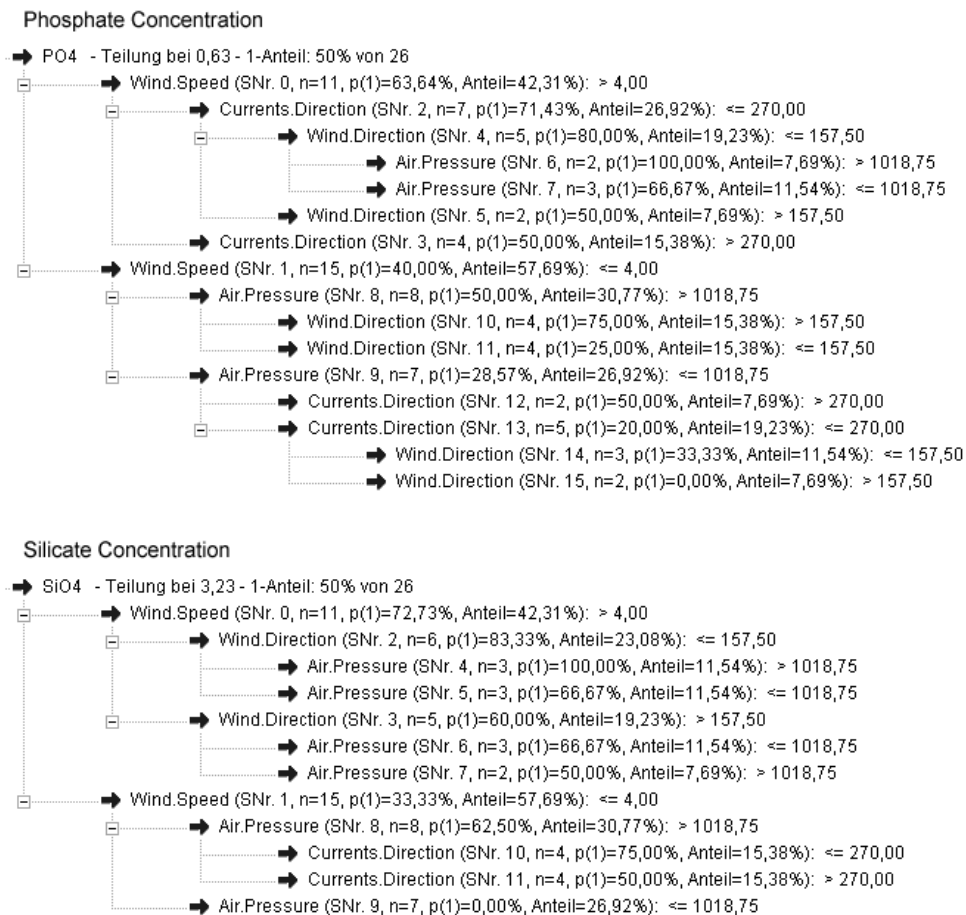 Phosphate Concentration
PO4 - Teilung bei 0,63 - 1-Anteil: 50% von 26
Wind.Speed (SNr. 0, n=11, p(1)=63,64%, Anteil=42,31%): > 4,00
Currents.Direction (SNr. 2, n=7, p(1)=71,43%, Anteil=26,92%): <= 270,00
Wind.Direction (SNr. 4, n=5, p(1)=80,00%, Anteil=19,23%): <= 157,50
Air.Pressure (SNr. 6, n=2, p(1)=100,00%, Anteil=7,69%): > 1018,75
Air.Pressure (SNr. 7, n=3, p(1)=66,67%, Anteil=11,54%): <= 1018,75
Wind.Direction (SNr. 5, n=2, p(1)=50,00%, Anteil=7,69%): > 157,50
Currents.Direction (SNr. 3, n=4, p(1)=50,00%, Anteil=15,38%): > 270,00
Wind.Speed (SNr. 1, n=15, p(1)=40,00%, Anteil=57,69%): <= 4,00
Air.Pressure (SNr. 8, n=8, p(1)=50,00%, Anteil=30,77%): > 1018,75
Wind.Direction (SNr. 10, n=4, p(1)=75,00%, Anteil=15,38%): > 157,50
Wind.Direction (SNr. 11, n=4, p(1)=25,00%, Anteil=15,38%): <= 157,50
Air.Pressure (SNr. 9, n=7, p(1)=28,57%, Anteil=26,92%): <= 1018,75
Currents.Direction (SNr. 12, n=2, p(1)=50,00%, Anteil=7,69%): > 270,00
Currents.Direction (SNr. 13, n=5, p(1)=20,00%, Anteil=19,23%): <= 270,00
Wind.Direction (SNr. 14, n=3, p(1)=33,33%, Anteil=11,54%): <= 157,50
Wind.Direction (SNr. 15, n=2, p(1)=0,00%, Anteil=7,69%): > 157,50
Silicate Concentration
SiO4 - Teilung bei 3,23 - 1-Anteil: 50% von 26
Wind.Speed (SNr. 0, n=11, p(1)=72,73%, Anteil=42,31%): > 4,00
Wind.Direction (SNr. 2, n=6, p(1)=83,33%, Anteil=23,08%): <= 157,50
Air.Pressure (SNr. 4, n=3, p(1)=100,00%, Anteil=11,54%): > 1018,75
Air.Pressure (SNr. 5, n=3, p(1)=66,67%, Anteil=11,54%): <= 1018,75
Wind.Direction (SNr. 3, n=5, p(1)=60,00%, Anteil=19,23%): > 157,50
Air.Pressure (SNr. 6, n=3, p(1)=66,67%, Anteil=11,54%): <= 1018,75
Air.Pressure (SNr. 7, n=2, p(1)=50,00%, Anteil=7,69%): > 1018,75
Wind.Speed (SNr. 1, n=15, p(1)=33,33%, Anteil=57,69%): <= 4,00
Air.Pressure (SNr. 8, n=8, p(1)=62,50%, Anteil=30,77%): > 1018,75
Currents.Direction (SNr. 10, n=4, p(1)=75,00%, Anteil=15,38%): <= 270,00
Currents.Direction (SNr. 11, n=4, p(1)=50,00%, Anteil=15,38%): > 270,00
Air.Pressure (SNr. 9, n=7, p(1)=0,00%, Anteil=26,92%): <= 1018,75